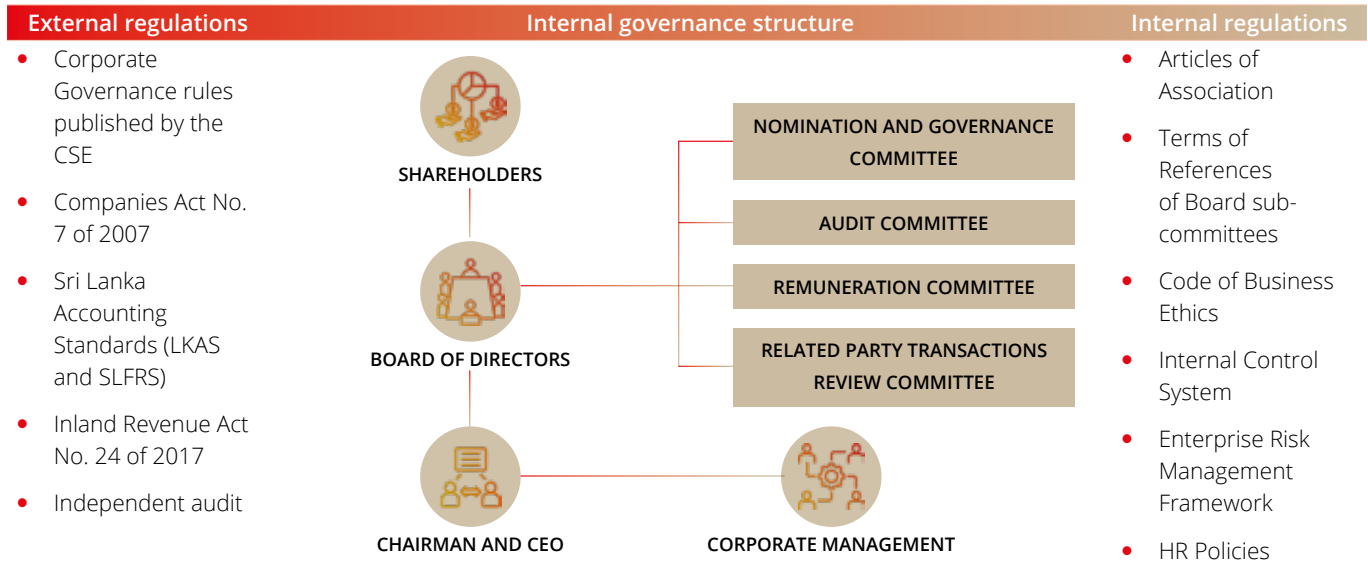 External regulations
Internal governance structure
Internal regulations
Corporate
Governance rules
published by the
CSE
Companies Act No.
7 of 2007
Sri Lanka
Accounting
Standards (LKAS
and SLFRS)
Inland Revenue Act
No. 24 of 2017
Independent audit
SHAREHOLDERS
BOARD OF DIRECTORS
CHAIRMAN AND CEO
CORPORATE MANAGEMENT
NOMINATION AND GOVERNANCE
COMMITTEE
AUDIT COMMITTEE
REMUNERATION COMMITTEE
RELATED PARTY TRANSACTIONS
REVIEW COMMITTEE
Articles of
Association
Terms of
References
of Board sub-
committees
Code of Business
Ethics
Internal Control
System
Enterprise Risk
Management
Framework
HR Policies